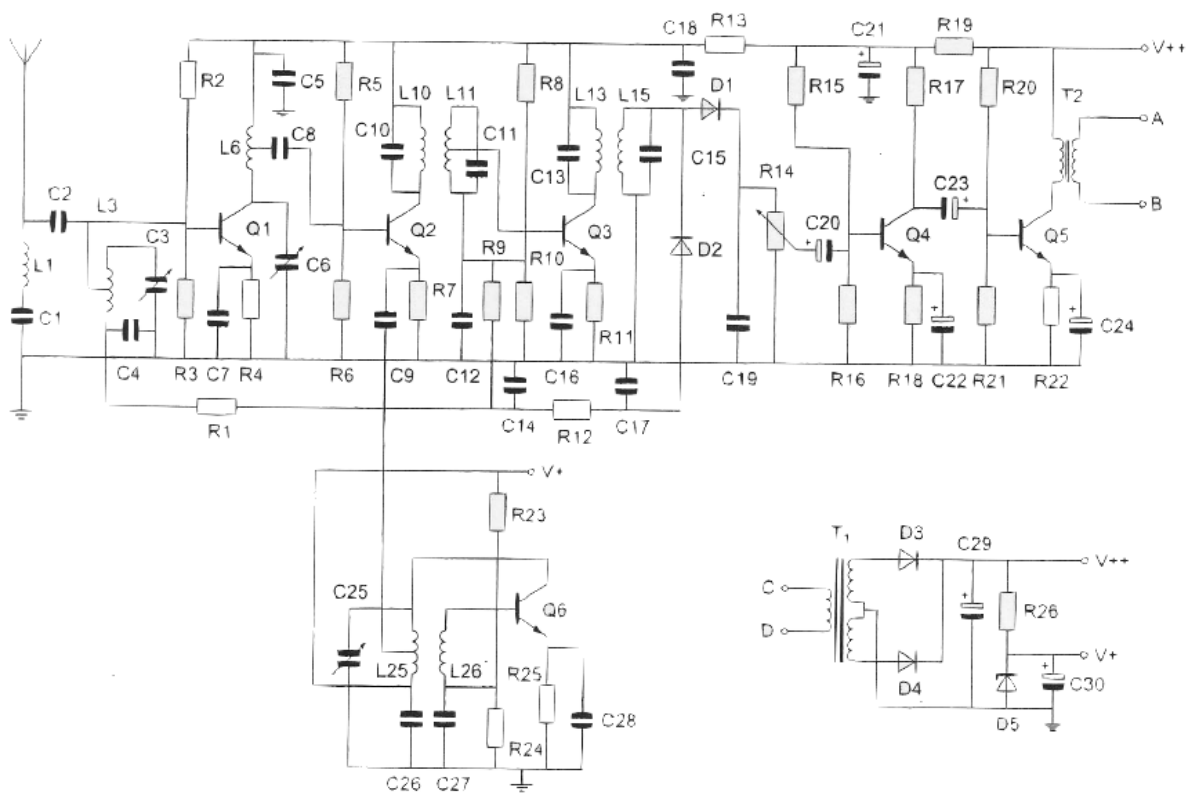 C18 R13 C21 R19
V++
R2 C5 R5 L10 L11 R8 L13 L15 D1 R15 R17 R20 T2
A
C8 C10 C11 C15
L6 C13 R14 C23
C2 L3 C20 B
C3 Q1 Q2 Q3 D2 Q4 Q5
L1 C6 R9 R10
R7
C1 R11 C24
C4 R3 C7 R4 R6 C9 C12 C16 C19 R16 R18 C22 R21 R22
R1 C14 R12 C17
V+
R23
T1 D3 C29 V++
C25 Q6 C
R26
D
L25 L26 R25 V+
D4 C30
C28 D5
R24
C26 C27
+
+
+
+
+
+